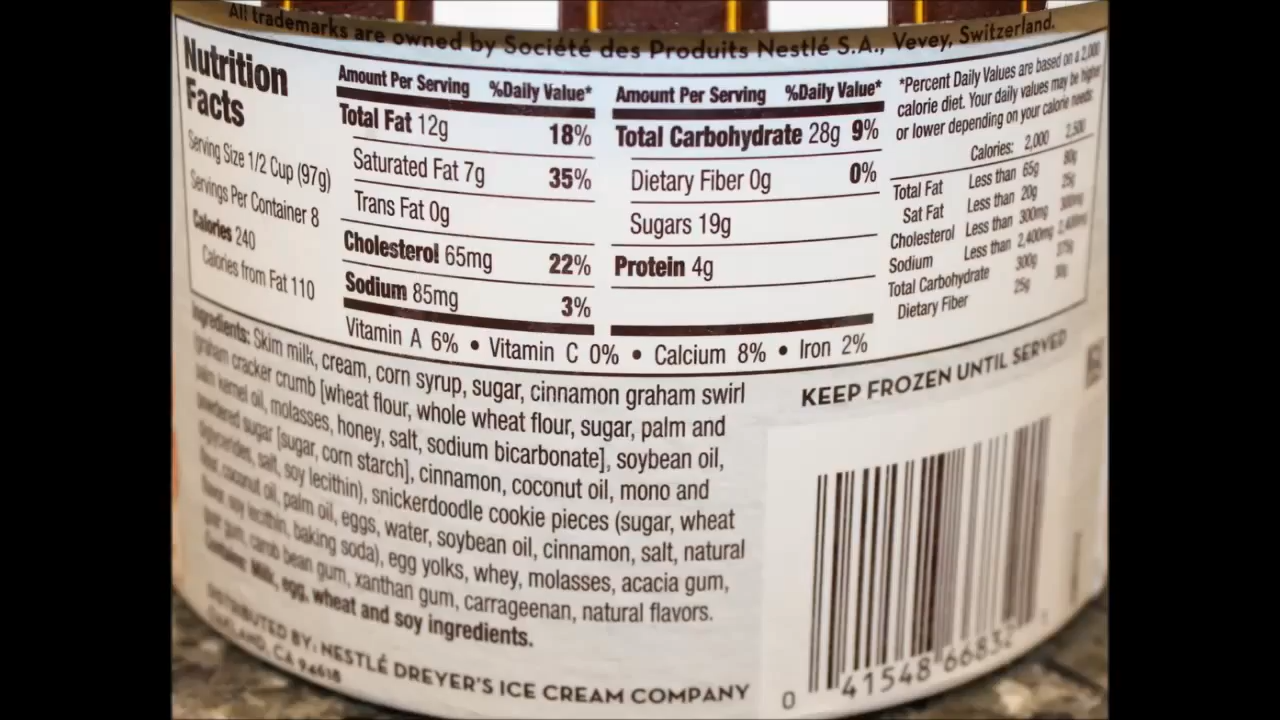 All trademarks are owned by Société des Produits Nestlé S.A., Vevey, Switzerland.
Nutrition
Facts
Serving Size 1/2 Cup (97g)
Servings Per Container 8
Calories 240
Calories from Fat 110
Amount Per Serving %Daily Value*
Total Fat 12g 18%
Saturated Fat 7g 35%
Trans Fat 0g
Cholesterol 65mg 22%
Sodium 85mg 3%
Amount Per Serving %Daily Value*
Total Carbohydrate 28g 9%
Dietary Fiber 0g 0%
Sugars 19g
Protein 4g
Vitamin A 6% • Vitamin C 0% • Calcium 8% • Iron 2%
*Percent Daily Values are based on a 2,000
calorie diet. Your daily values may be higher
or lower depending on your calorie needs:
Calories: 2,000 2,500
Total Fat Less than 65g 80g
Sat Fat Less than 20g 25g
Cholesterol Less than 300mg 300mg
Sodium Less than 2,400mg 2,400mg
Total Carbohydrate 300g 375g
Dietary Fiber 25g 30g
Ingredients: Skim milk, cream, corn syrup, sugar, cinnamon graham swirl
graham cracker crumb [wheat flour, whole wheat flour, sugar, palm and
palm kernel oil, molasses, honey, salt, sodium bicarbonate], soybean oil,
powdered sugar [sugar, corn starch], cinnamon, coconut oil, mono and
diglycerides, salt, soy lecithin), snickerdoodle cookie pieces (sugar, wheat
flour, coconut oil, palm oil, eggs, water, soybean oil, cinnamon, salt, natural
flavor, soy lecithin, baking soda), egg yolks, whey, molasses, acacia gum,
guar gum, carob bean gum, xanthan gum, carrageenan, natural flavors.
Contains: Milk, egg, wheat and soy ingredients.
DISTRIBUTED BY: NESTLÉ DREYER'S ICE CREAM COMPANY
OAKLAND, CA 94618
KEEP FROZEN UNTIL SERVED
0 41548 66832